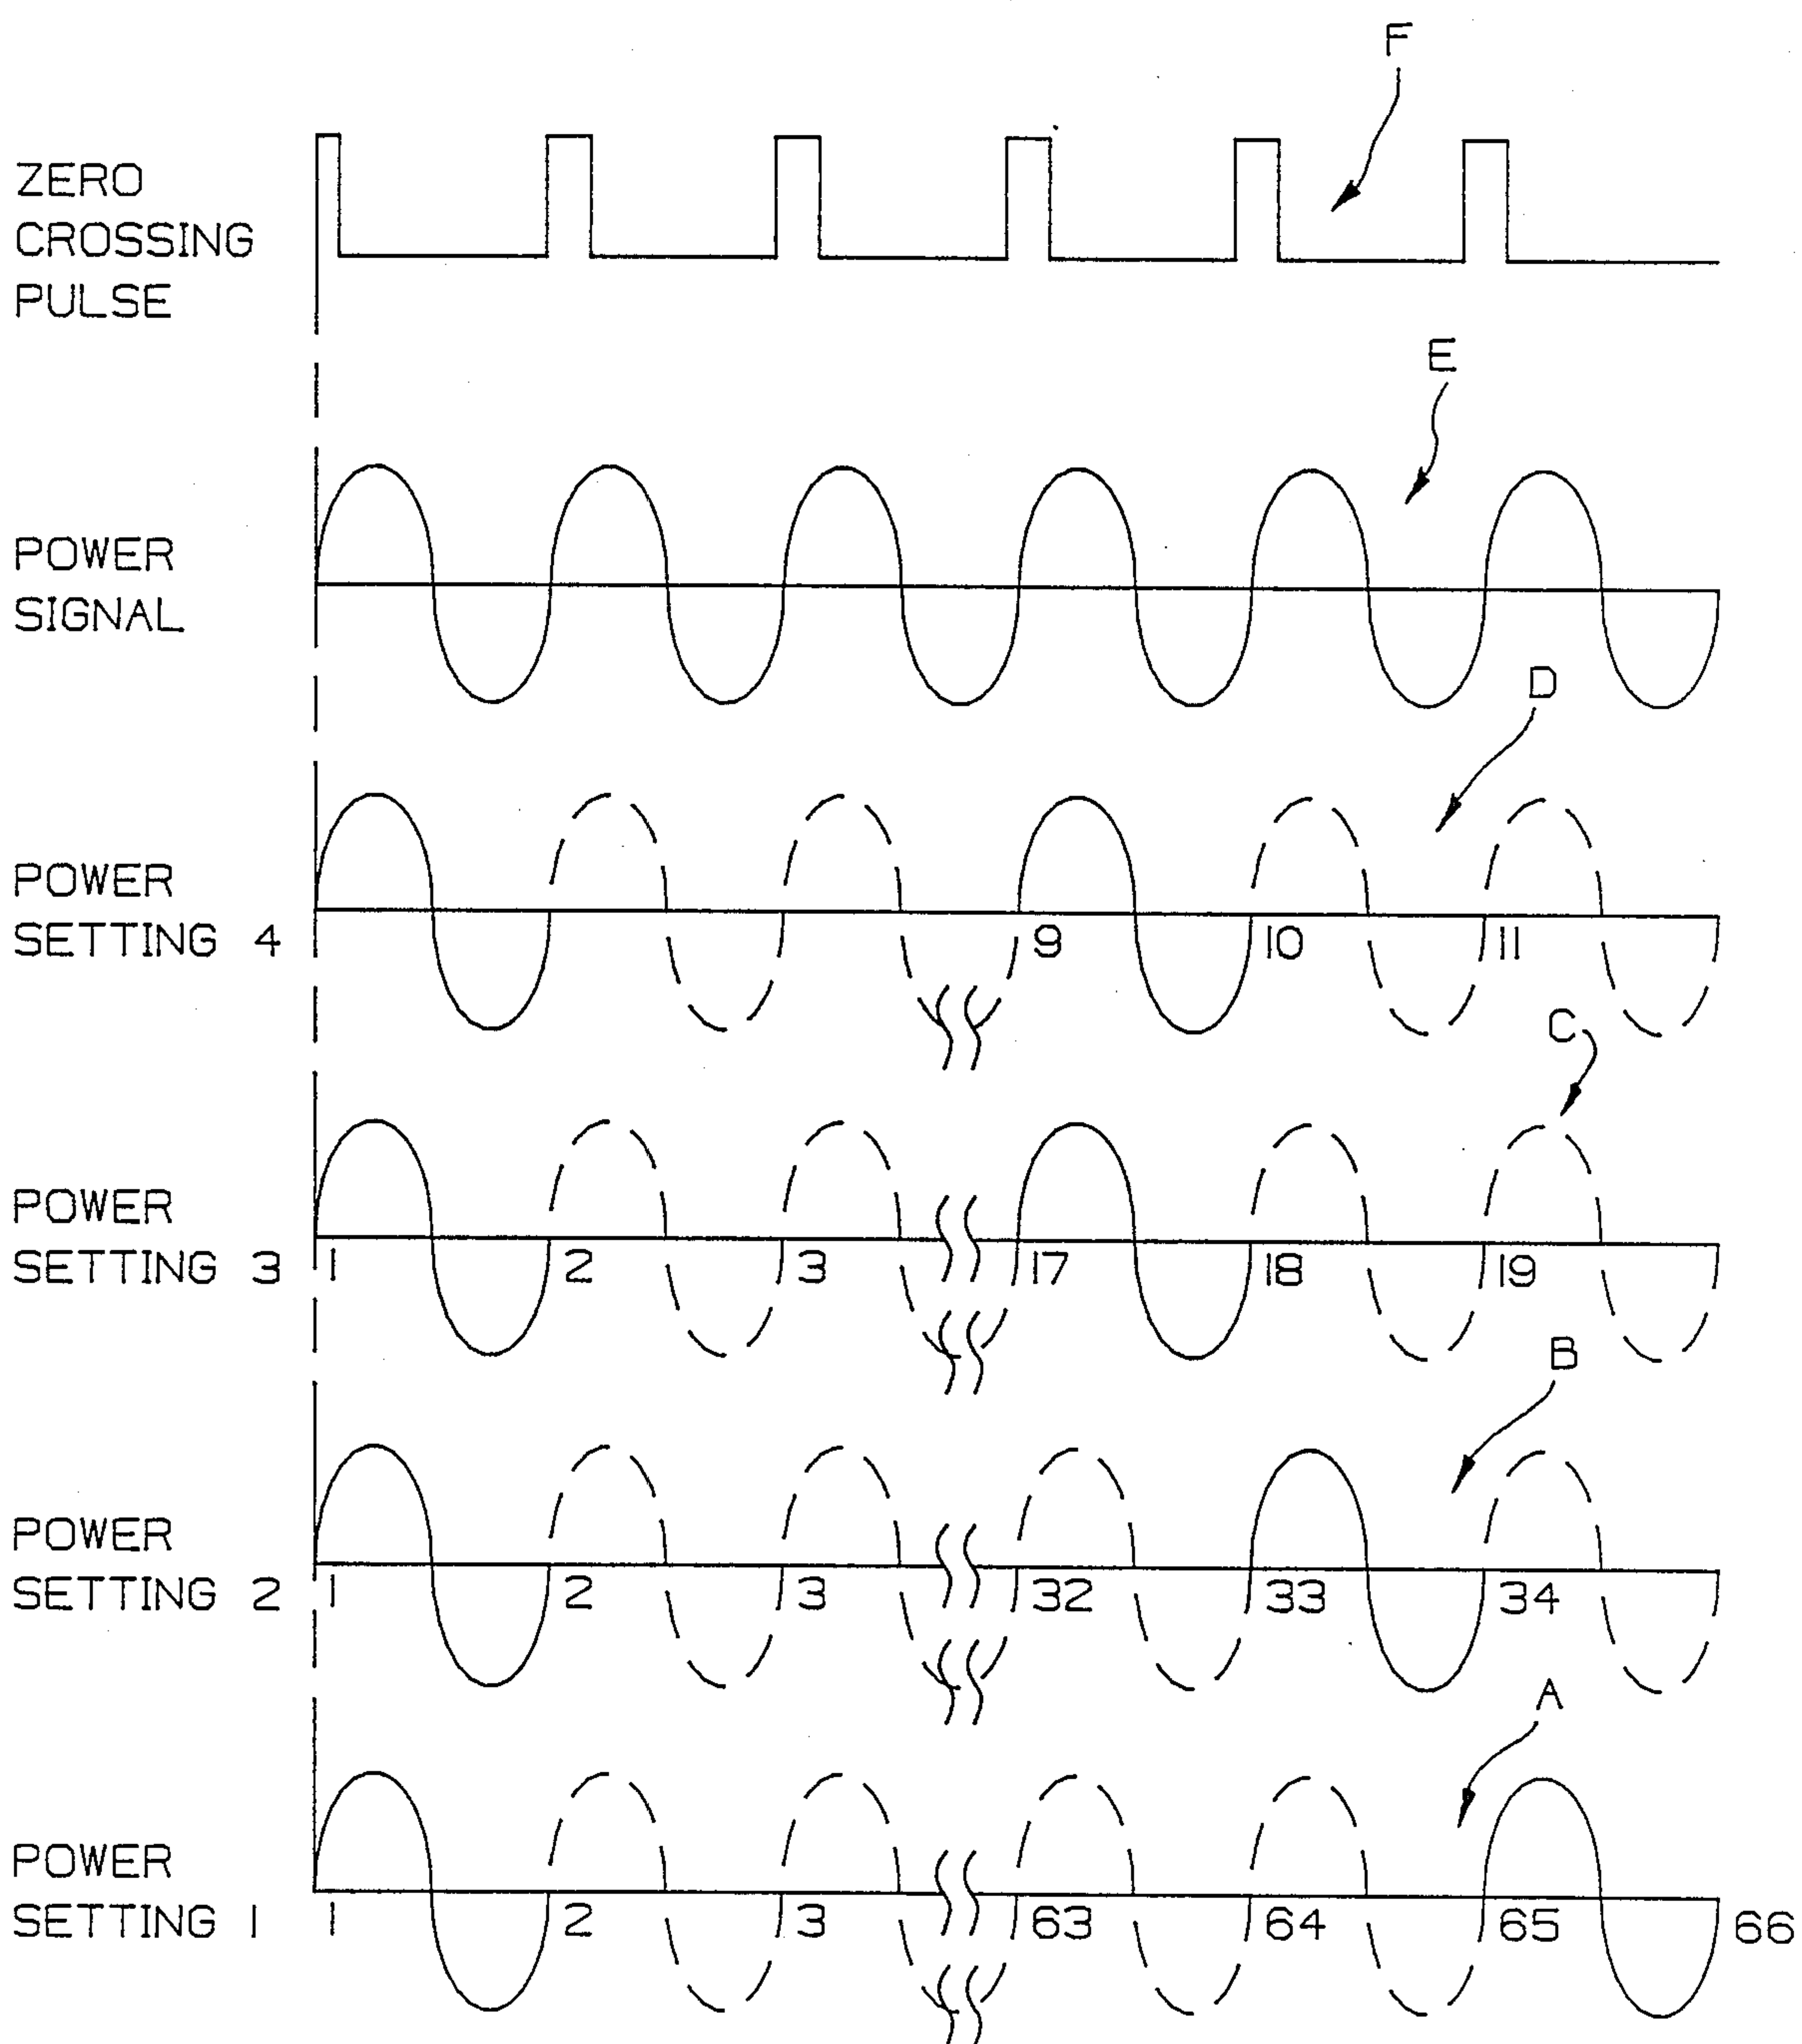 F
ZERO
CROSSING
PULSE
E
POWER
SIGNAL
D
POWER
SETTING 4
9 10 11
C
POWER
SETTING 3
1 2 3 17 18 19
B
POWER
SETTING 2
1 2 3 32 33 34
A
POWER
SETTING 1
1 2 3 63 64 65 66